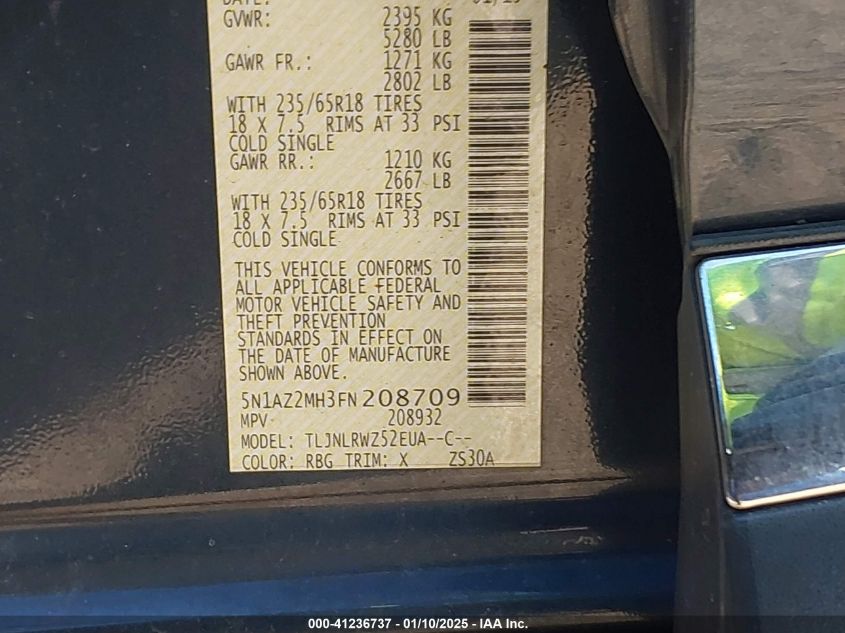 DATE:
GVWR: 2395 KG
5280 LB
GAWR FR.: 1271 KG
2802 LB
WITH 235/65R18 TIRES
18 X 7.5 RIMS AT 33 PSI
COLD SINGLE
GAWR RR.: 1210 KG
2667 LB
WITH 235/65R18 TIRES
18 X 7.5 RIMS AT 33 PSI
COLD SINGLE
THIS VEHICLE CONFORMS TO
ALL APPLICABLE FEDERAL
MOTOR VEHICLE SAFETY AND
THEFT PREVENTION
STANDARDS IN EFFECT ON
THE DATE OF MANUFACTURE
SHOWN ABOVE.
5N1AZ2MH3FN208709
MPV 208932
MODEL: TLJNLRWZ52EUA--C--
COLOR: RBG TRIM: X ZS30A
000-41236737 - 01/10/2025 - IAA Inc.